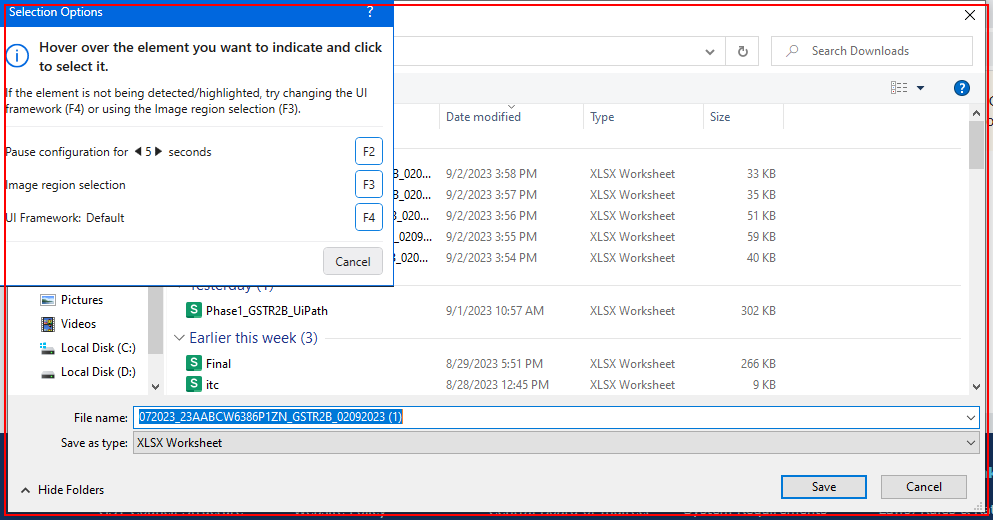 Selection Options
?
Hover over the element you want to indicate and click
to select it.
If the element is not being detected/highlighted, try changing the UI
framework (F4) or using the Image region selection (F3).
Pause configuration for 5 seconds
F2
Image region selection
F3
UI Framework: Default
F4
Cancel
Search Downloads
?
Date modified Type Size
B_020... 9/2/2023 3:58 PM XLSX Worksheet 33 KB
B_020... 9/2/2023 3:57 PM XLSX Worksheet 35 KB
B_020... 9/2/2023 3:56 PM XLSX Worksheet 51 KB
_0209... 9/2/2023 3:55 PM XLSX Worksheet 59 KB
B_020... 9/2/2023 3:54 PM XLSX Worksheet 40 KB
Yesterday (1)
S Phase1_GSTR2B_UiPath 9/1/2023 10:57 AM XLSX Worksheet 302 KB
Earlier this week (3)
S Final 8/29/2023 5:51 PM XLSX Worksheet 266 KB
S itc 8/28/2023 12:45 PM XLSX Worksheet 9 KB
Pictures
Videos
Local Disk (C:)
Local Disk (D:)
File name: 072023_23AABCW6386P1ZN_GSTR2B_02092023 (1)
Save as type: XLSX Worksheet
Hide Folders
Save
Cancel